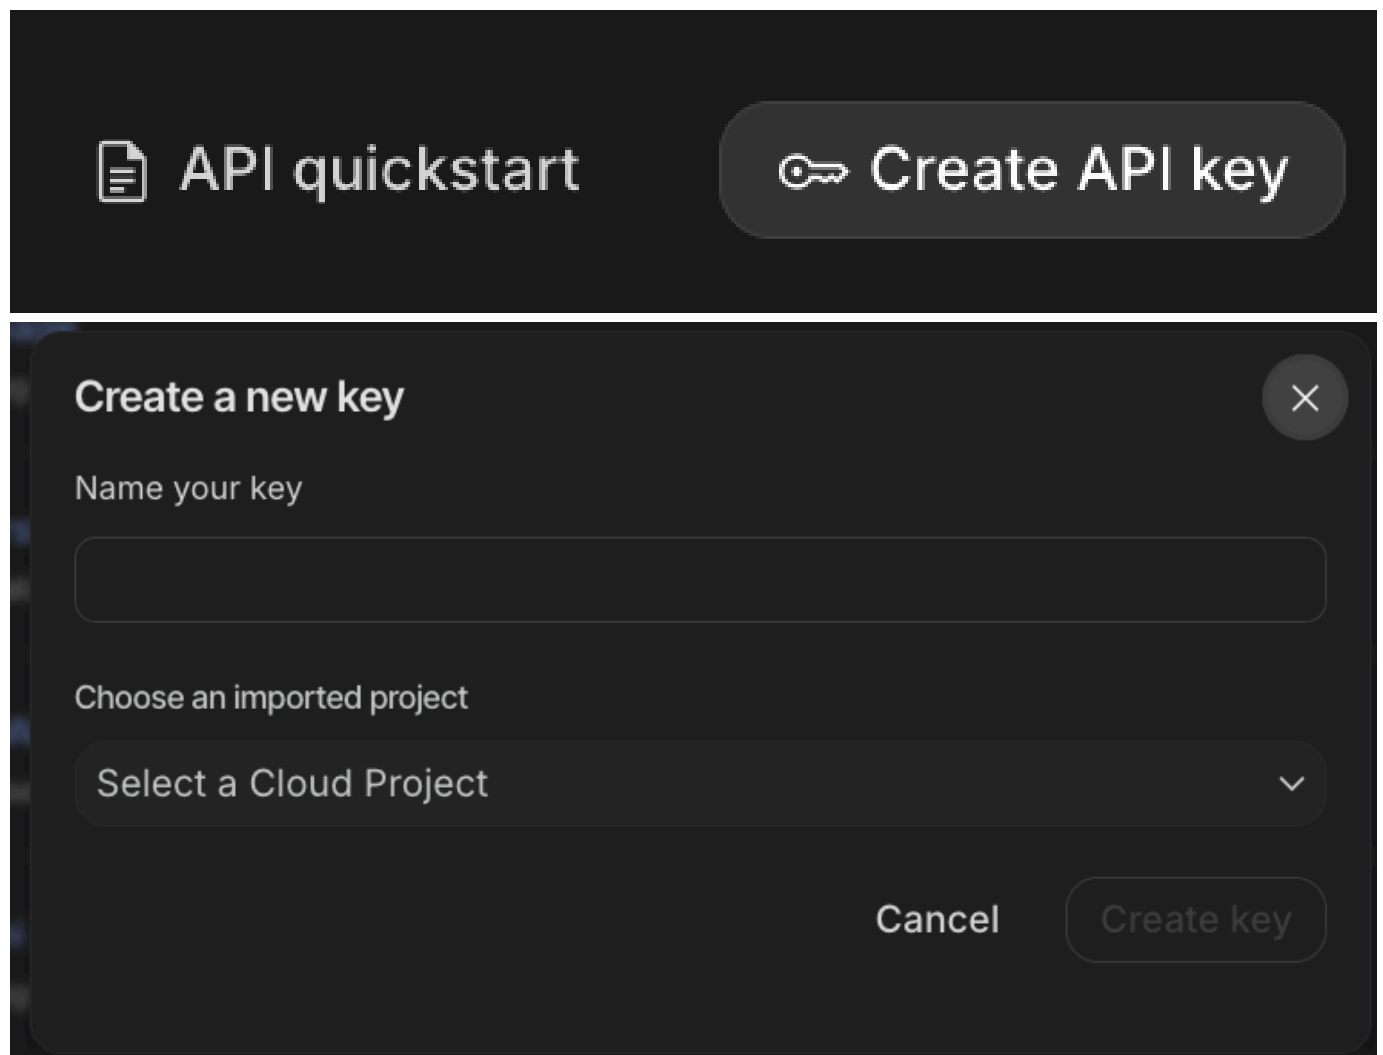 API quickstart
Create API key
Create a new key
Name your key
Choose an imported project
Select a Cloud Project
Cancel
Create key